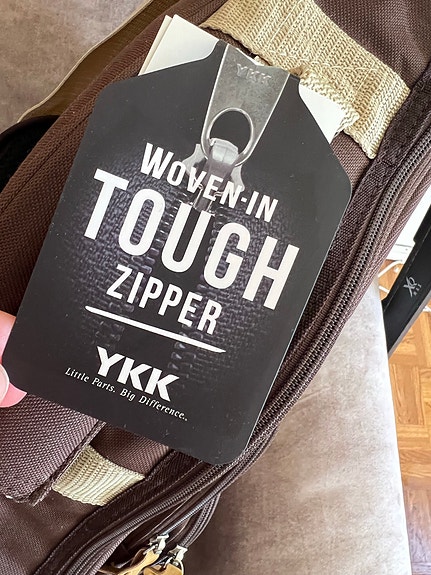 YKK
WOVEN-IN
TOUGH
ZIPPER
YKK
Little Parts. Big Difference.